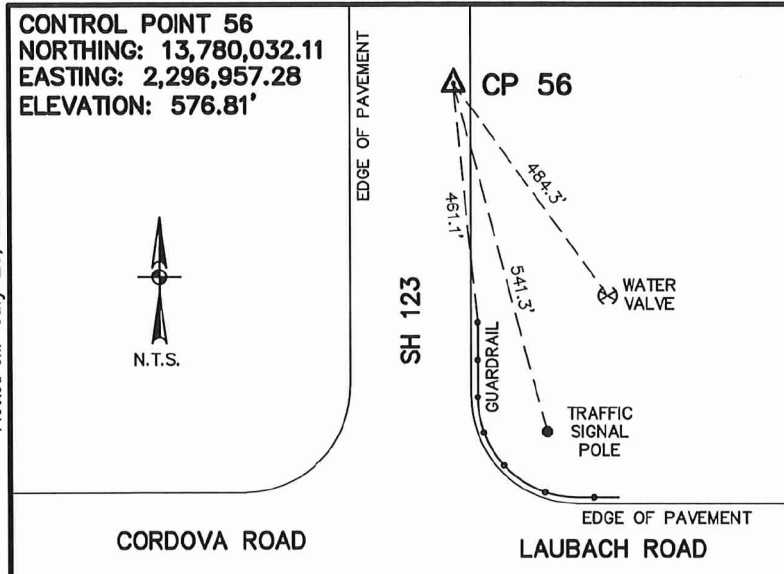 CONTROL POINT 56
NORTHING: 13,780,032.11
EASTING: 2,296,957.28
ELEVATION: 576.81'
EDGE OF PAVEMENT
CP 56
484.3'
461.1'
541.3'
WATER
VALVE
SH 123
N.T.S.
GUARDRAIL
TRAFFIC
SIGNAL
POLE
EDGE OF PAVEMENT
CORDOVA ROAD
LAUBACH ROAD